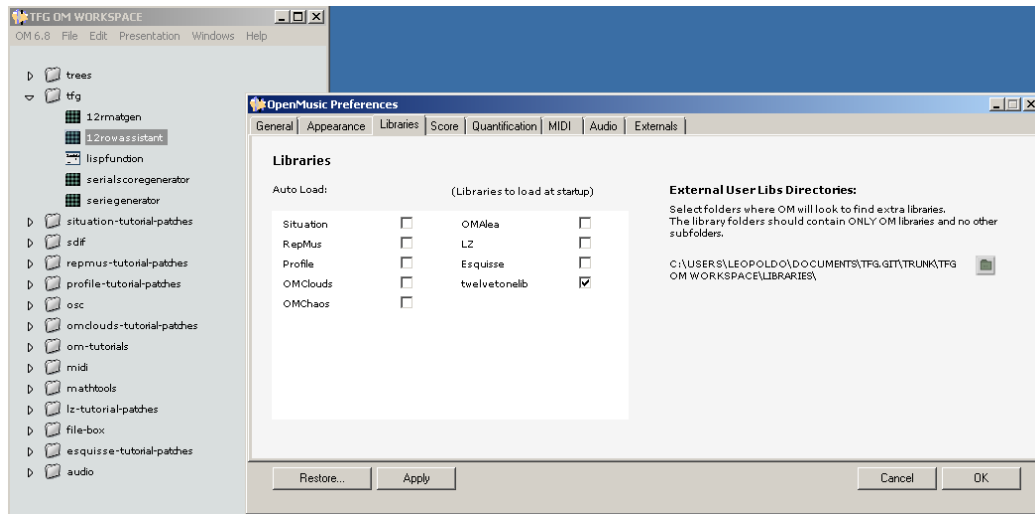 TFG OM WORKSPACE
OM 6.8 File Edit Presentation Windows Help
trees
tfg
12rmatgen
12rowassistant
lispfunction
serialscoregenerator
seriegenerator
situation-tutorial-patches
sdif
repmus-tutorial-patches
profile-tutorial-patches
osc
omclouds-tutorial-patches
om-tutorials
midi
mathtools
lz-tutorial-patches
file-box
esquisse-tutorial-patches
audio
OpenMusic Preferences
General Appearance Libraries Score Quantification MIDI Audio Externals
Libraries
Auto Load: (Libraries to load at startup)
Situation OMAlea
RepMus LZ
Profile Esquisse
OMClouds twelvetonelib
OMChaos
External User Libs Directories:
Select folders where OM will look to find extra libraries.
The library folders should contain ONLY OM libraries and no other
subfolders.
C:\USERS\LEOPOLDO\DOCUMENTS\TFG.GIT\TRUNK\TFG
OM WORKSPACE\LIBRARIES\
Restore... Apply Cancel OK